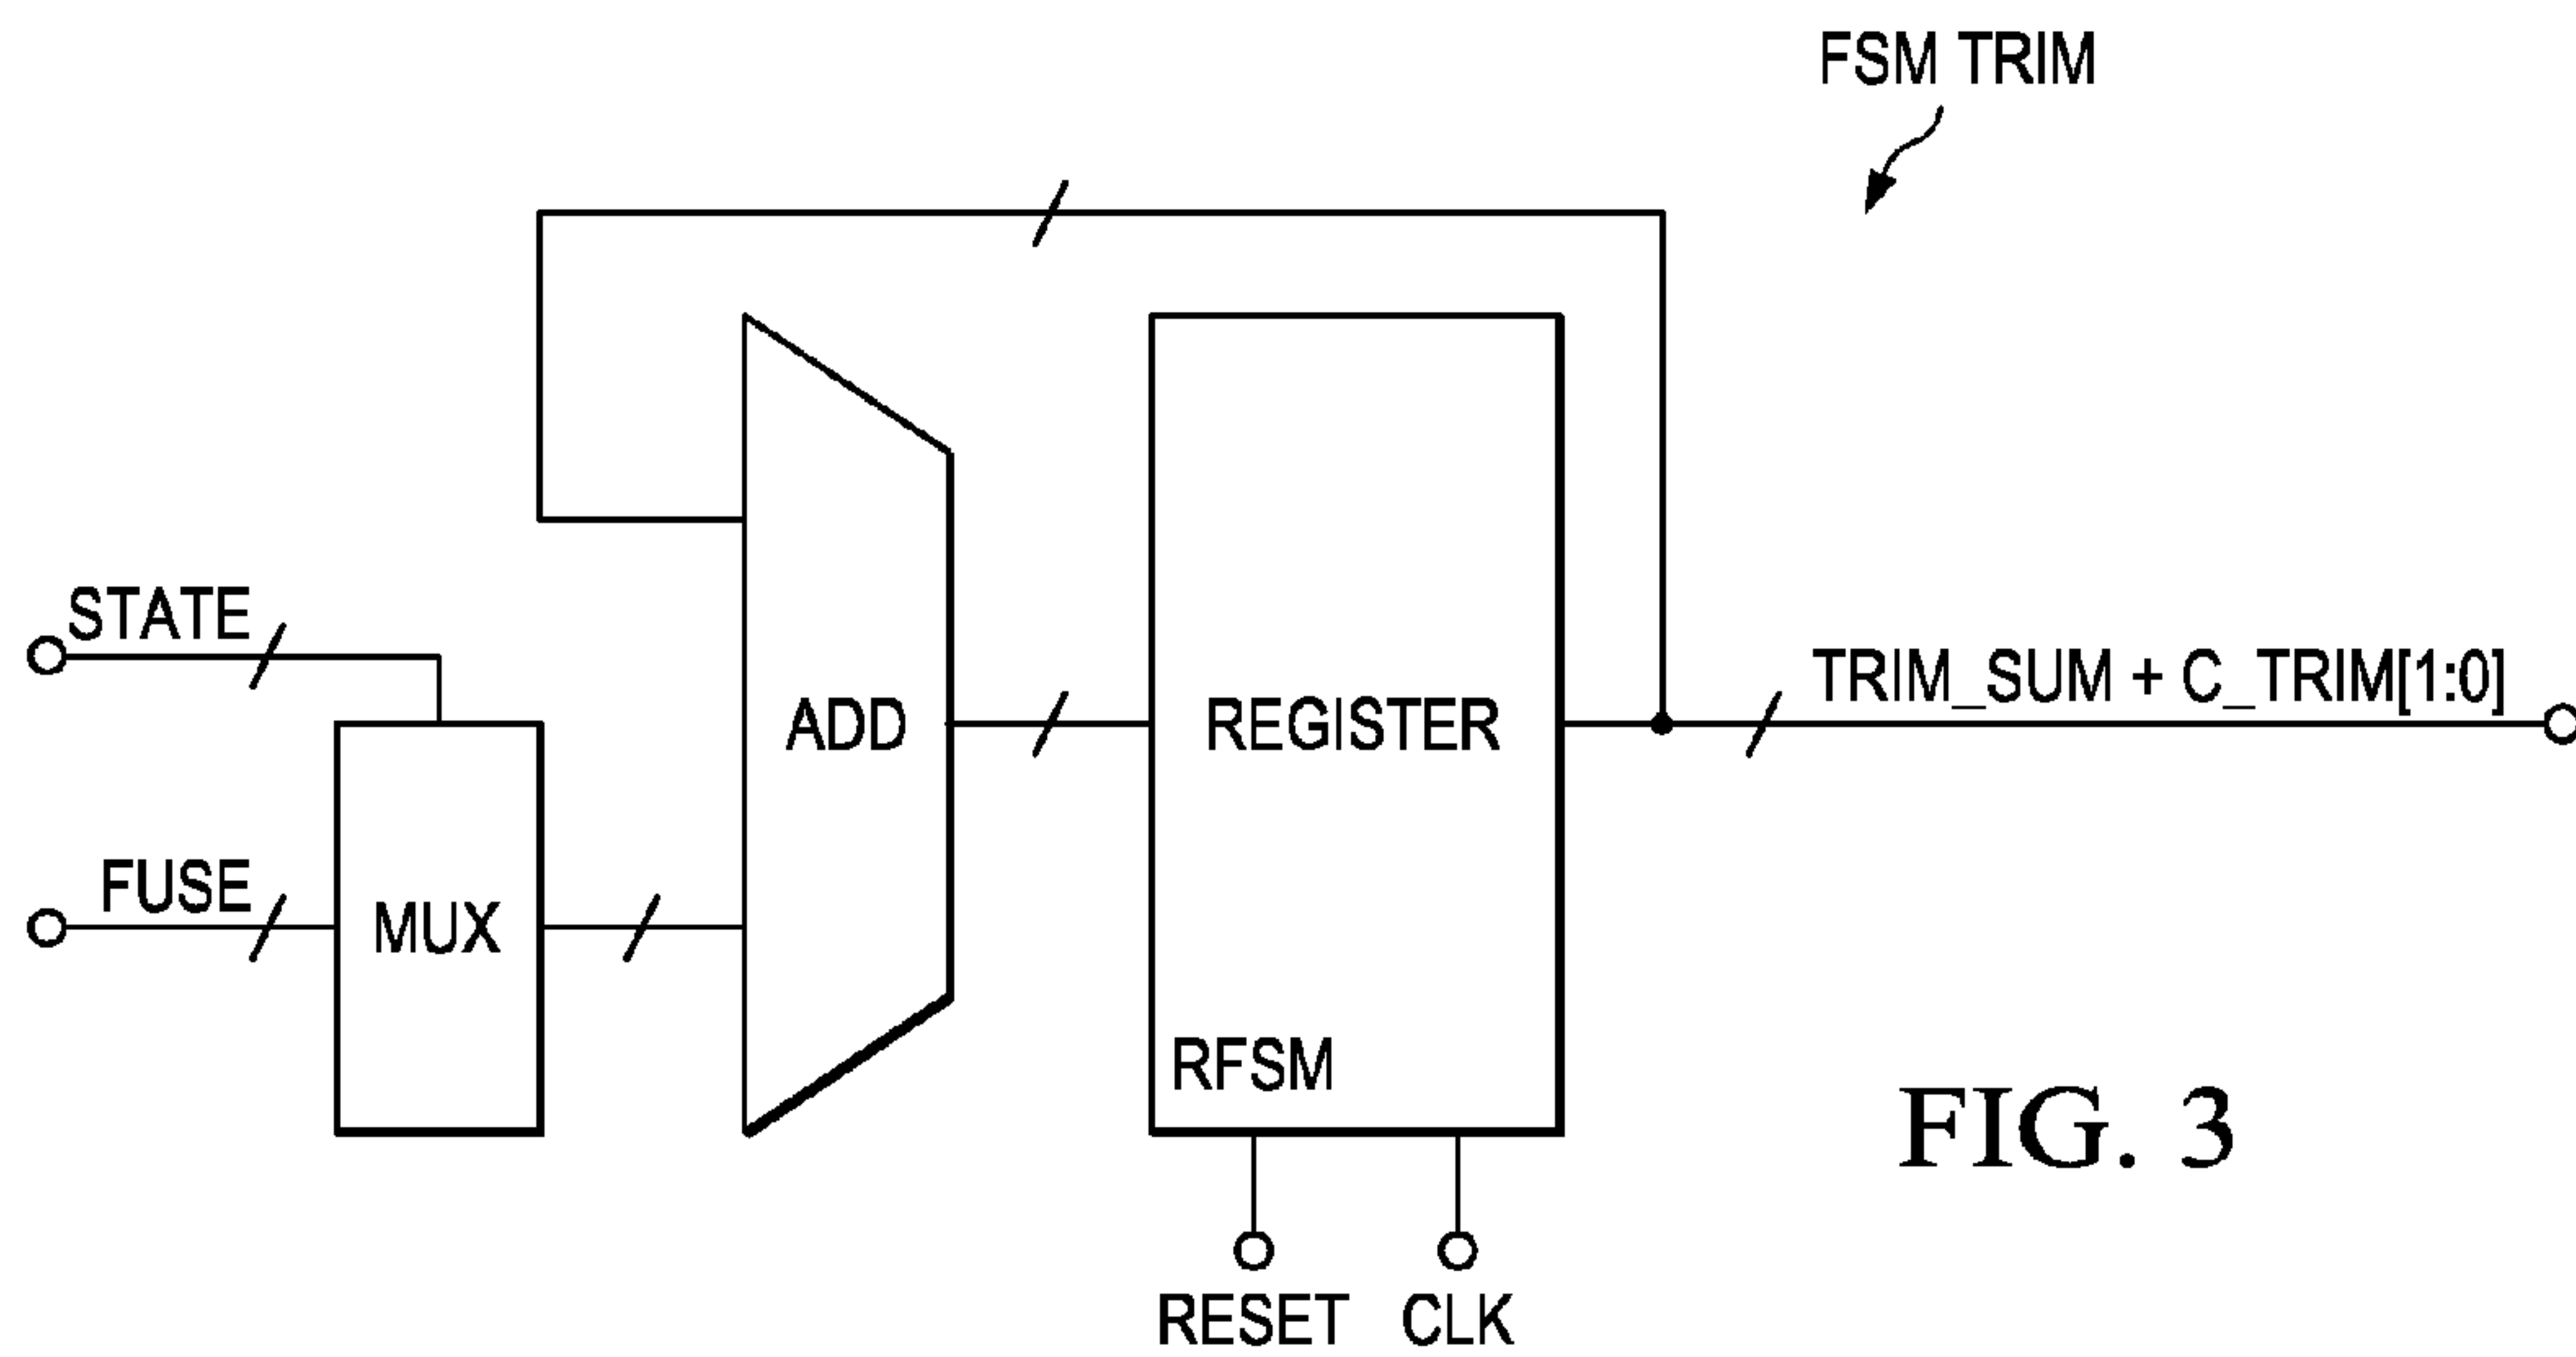 FSM TRIM
STATE
TRIM_SUM + C_TRIM[1:0]
ADD
REGISTER
FUSE
MUX
RFSM
FIG. 3
RESET
CLK